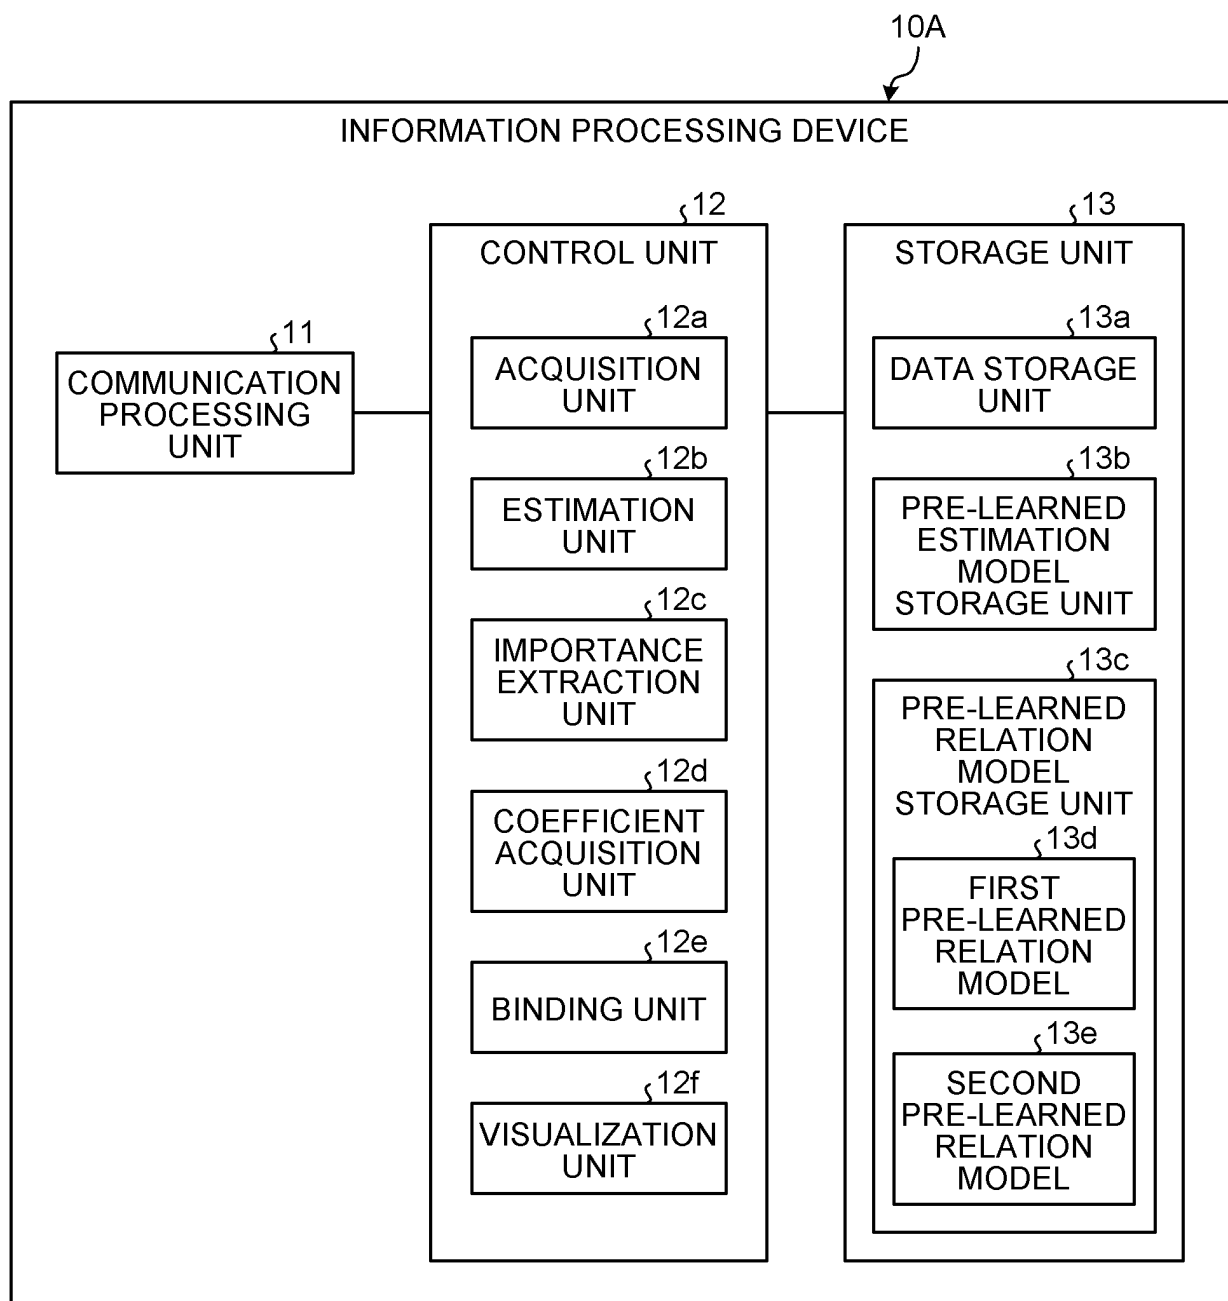 10A
INFORMATION PROCESSING DEVICE
11
COMMUNICATION
PROCESSING
UNIT
12
CONTROL UNIT
12a
ACQUISITION
UNIT
12b
ESTIMATION
UNIT
12c
IMPORTANCE
EXTRACTION
UNIT
12d
COEFFICIENT
ACQUISITION
UNIT
12e
BINDING UNIT
12f
VISUALIZATION
UNIT
13
STORAGE UNIT
13a
DATA STORAGE
UNIT
13b
PRE-LEARNED
ESTIMATION
MODEL
STORAGE UNIT
13c
PRE-LEARNED
RELATION
MODEL
STORAGE UNIT
13d
FIRST
PRE-LEARNED
RELATION
MODEL
13e
SECOND
PRE-LEARNED
RELATION
MODEL